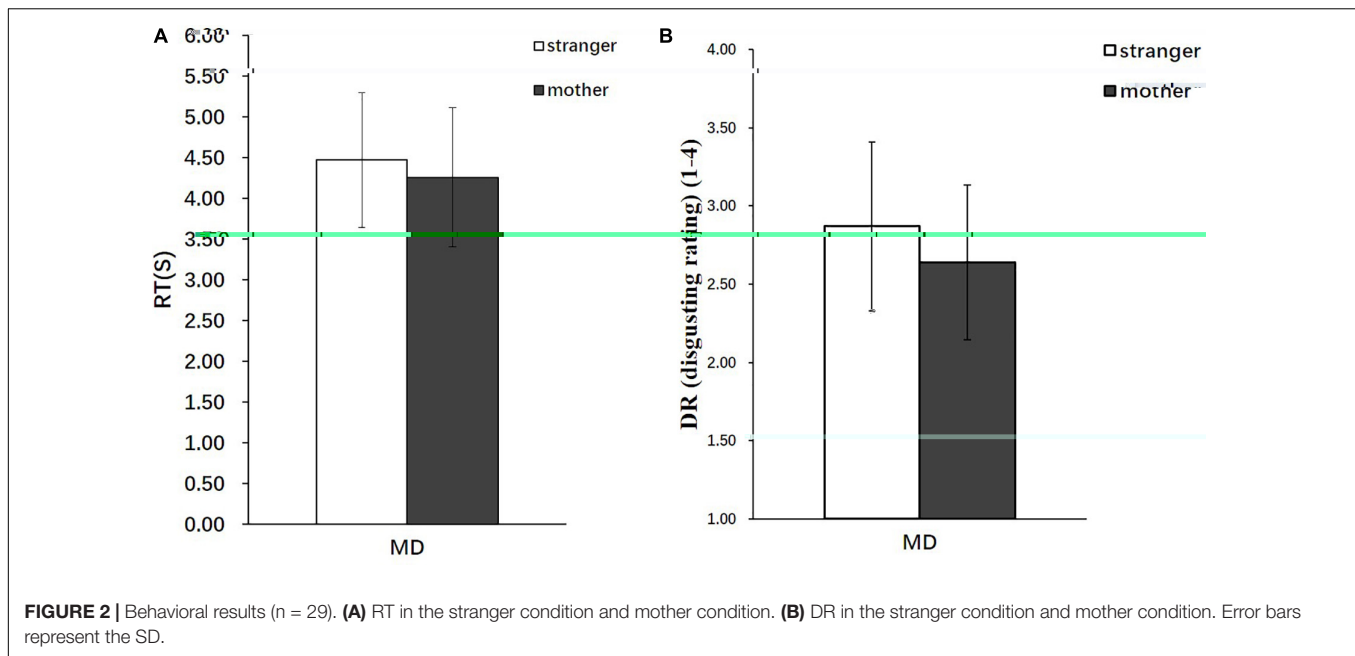 A
6.00
5.50
5.00
4.50
4.00
3.50
3.00
2.50
2.00
1.50
1.00
0.50
0.00
RT(S)
MD
stranger
mother
B
4.00
3.50
3.00
2.50
2.00
1.50
1.00
DR (disgusting rating) (1-4)
MD
stranger
mother
FIGURE 2 | Behavioral results (n = 29). (A) RT in the stranger condition and mother condition. (B) DR in the stranger condition and mother condition. Error bars
represent the SD.